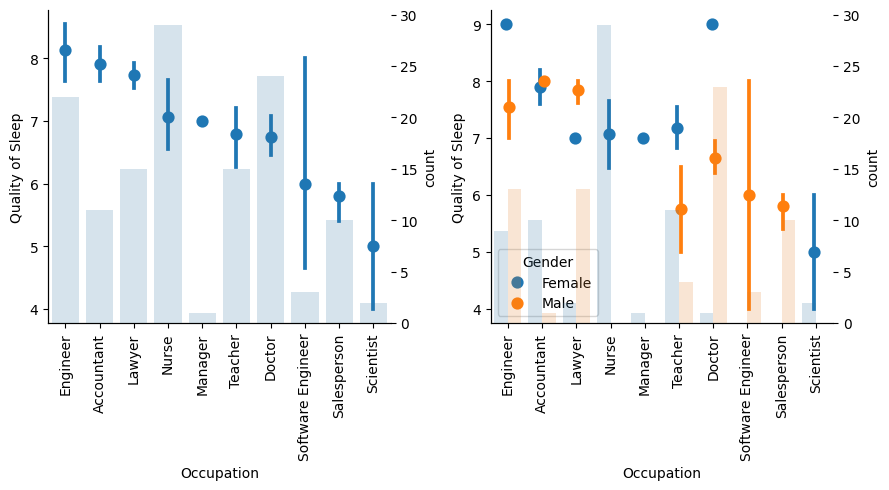 8
7
6
5
4
Quality of Sleep
30
25
20
15
10
5
0
count
Engineer
Accountant
Lawyer
Nurse
Manager
Teacher
Doctor
Software Engineer
Salesperson
Scientist
Occupation
9
8
7
6
5
4
Quality of Sleep
Gender
Female
Male
30
25
20
15
10
5
0
count
Engineer
Accountant
Lawyer
Nurse
Manager
Teacher
Doctor
Software Engineer
Salesperson
Scientist
Occupation